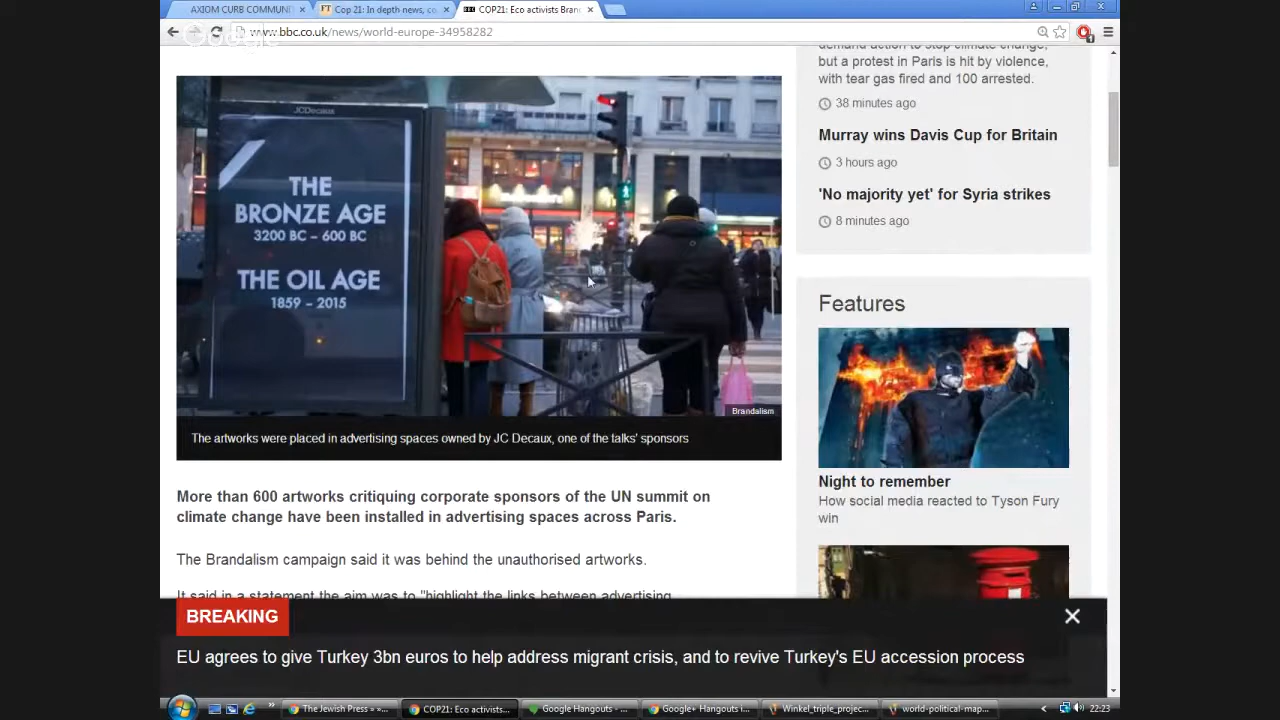 AXIOM CURB COMMUNI
Cop 21: In depth news, co
COP21: Eco activists Bran
www.bbc.co.uk/news/world-europe-34958282
Google
JCDecaux
THE
BRONZE AGE
3200 BC – 600 BC
THE OIL AGE
1859 – 2015
Brandalism
The artworks were placed in advertising spaces owned by JC Decaux, one of the talks' sponsors
More than 600 artworks critiquing corporate sponsors of the UN summit on
climate change have been installed in advertising spaces across Paris.
The Brandalism campaign said it was behind the unauthorised artworks.
It said in a statement the aim was to "highlight the links between advertising,
demand action to stop climate change,
but a protest in Paris is hit by violence,
with tear gas fired and 100 arrested.
38 minutes ago
Murray wins Davis Cup for Britain
3 hours ago
'No majority yet' for Syria strikes
8 minutes ago
Features
Night to remember
How social media reacted to Tyson Fury
win
BREAKING
EU agrees to give Turkey 3bn euros to help address migrant crisis, and to revive Turkey's EU accession process
The Jewish Press » »...
COP21: Eco activists...
Google Hangouts - ...
Google+ Hangouts i...
Winkel_triple_projec...
world-political-map...
22:23